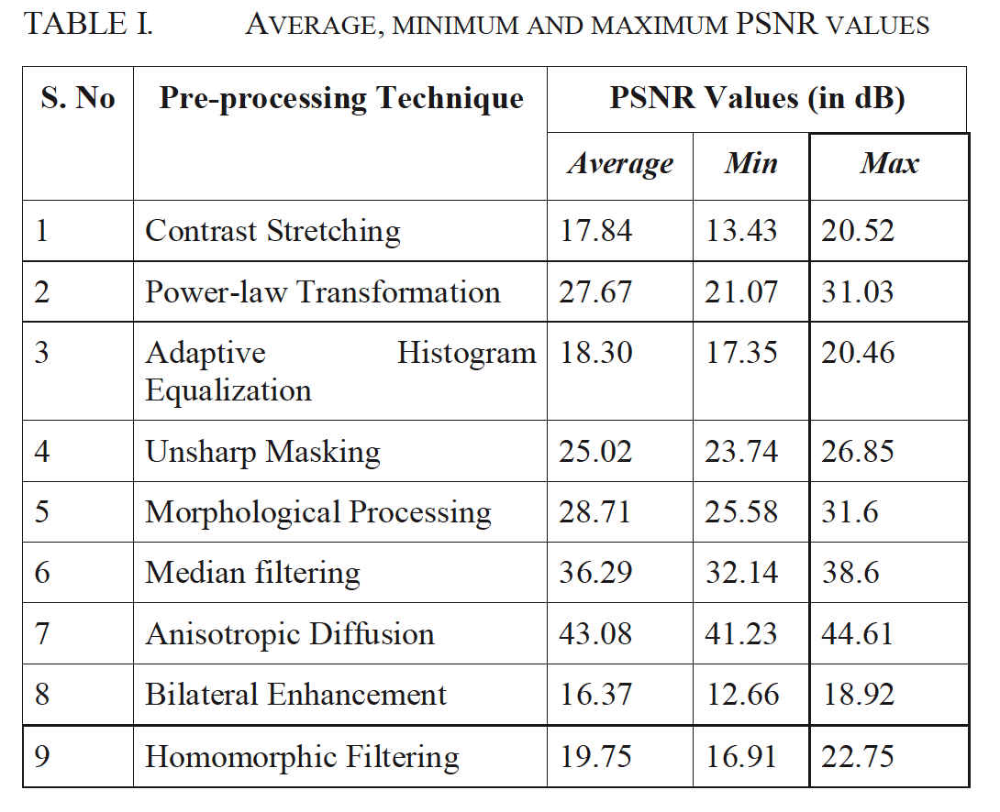 TABLE I. AVERAGE, MINIMUM AND MAXIMUM PSNR VALUES
S. No Pre-processing Technique PSNR Values (in dB)
Average Min Max
1 Contrast Stretching 17.84 13.43 20.52
2 Power-law Transformation 27.67 21.07 31.03
3 Adaptive Histogram 18.30 17.35 20.46
Equalization
4 Unsharp Masking 25.02 23.74 26.85
5 Morphological Processing 28.71 25.58 31.6
6 Median filtering 36.29 32.14 38.6
7 Anisotropic Diffusion 43.08 41.23 44.61
8 Bilateral Enhancement 16.37 12.66 18.92
9 Homomorphic Filtering 19.75 16.91 22.75